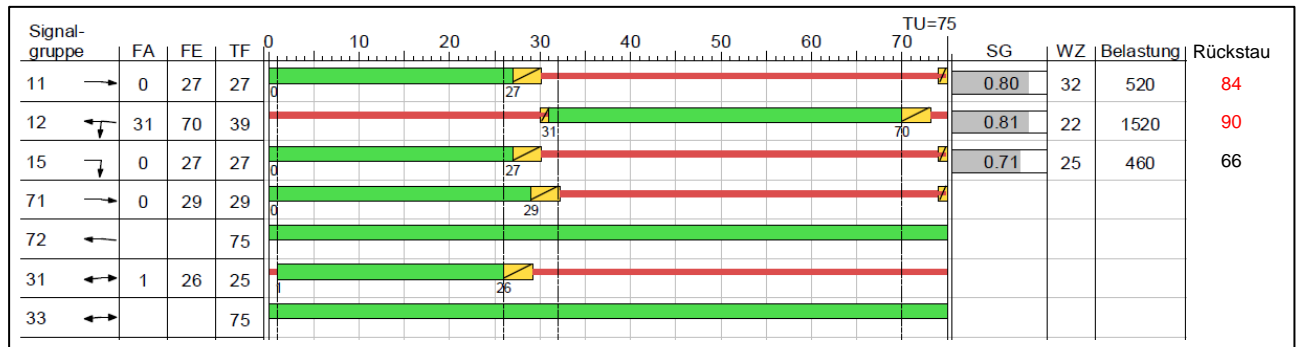 TU=75
Signal-
gruppe FA FE TF 0 10 20 30 40 50 60 70 SG WZ Belastung Rückstau
11 0 27 27 0 27 0.80 32 520 84
12 31 70 39 31 70 0.81 22 1520 90
15 0 27 27 0 27 0.71 25 460 66
71 0 29 29 0 29
72 75
31 1 26 25 1 26
33 75